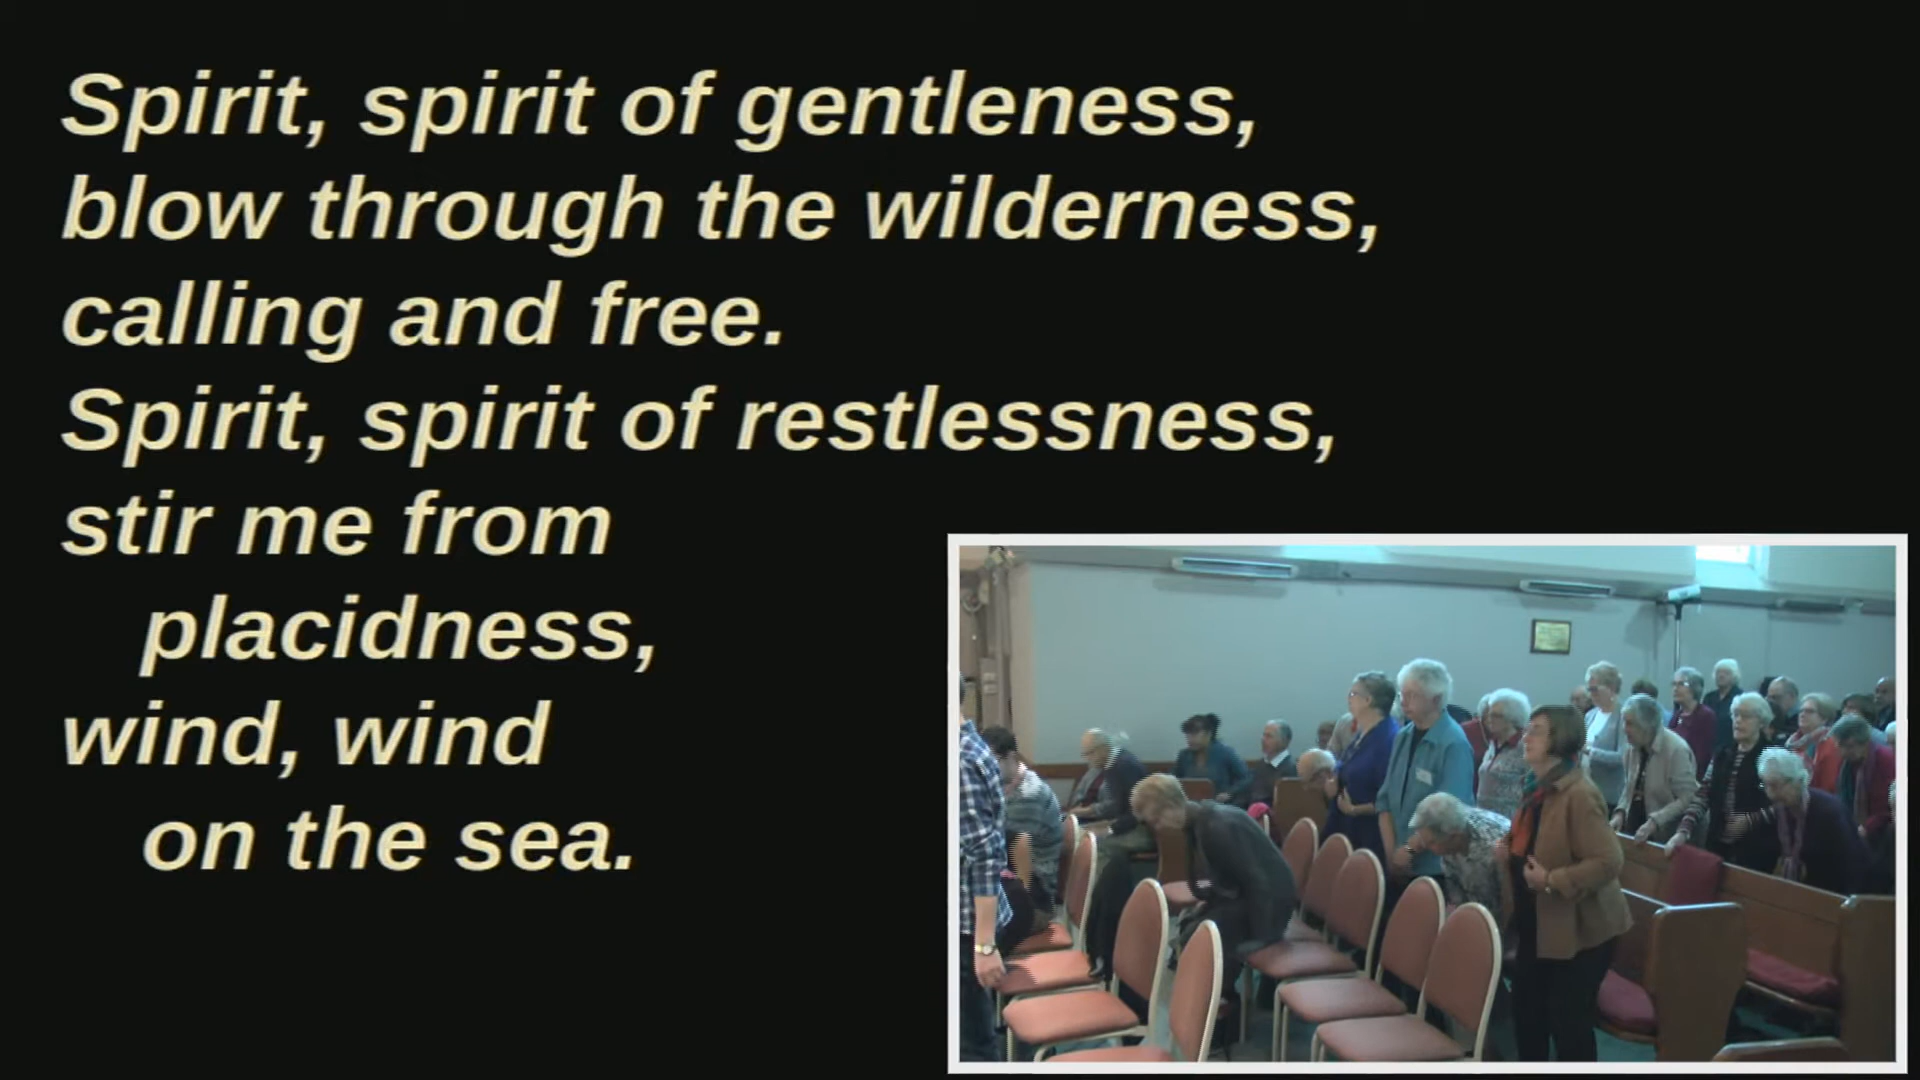 Spirit, spirit of gentleness,
blow through the wilderness,
calling and free.
Spirit, spirit of restlessness,
stir me from
placidness,
wind, wind
on the sea.